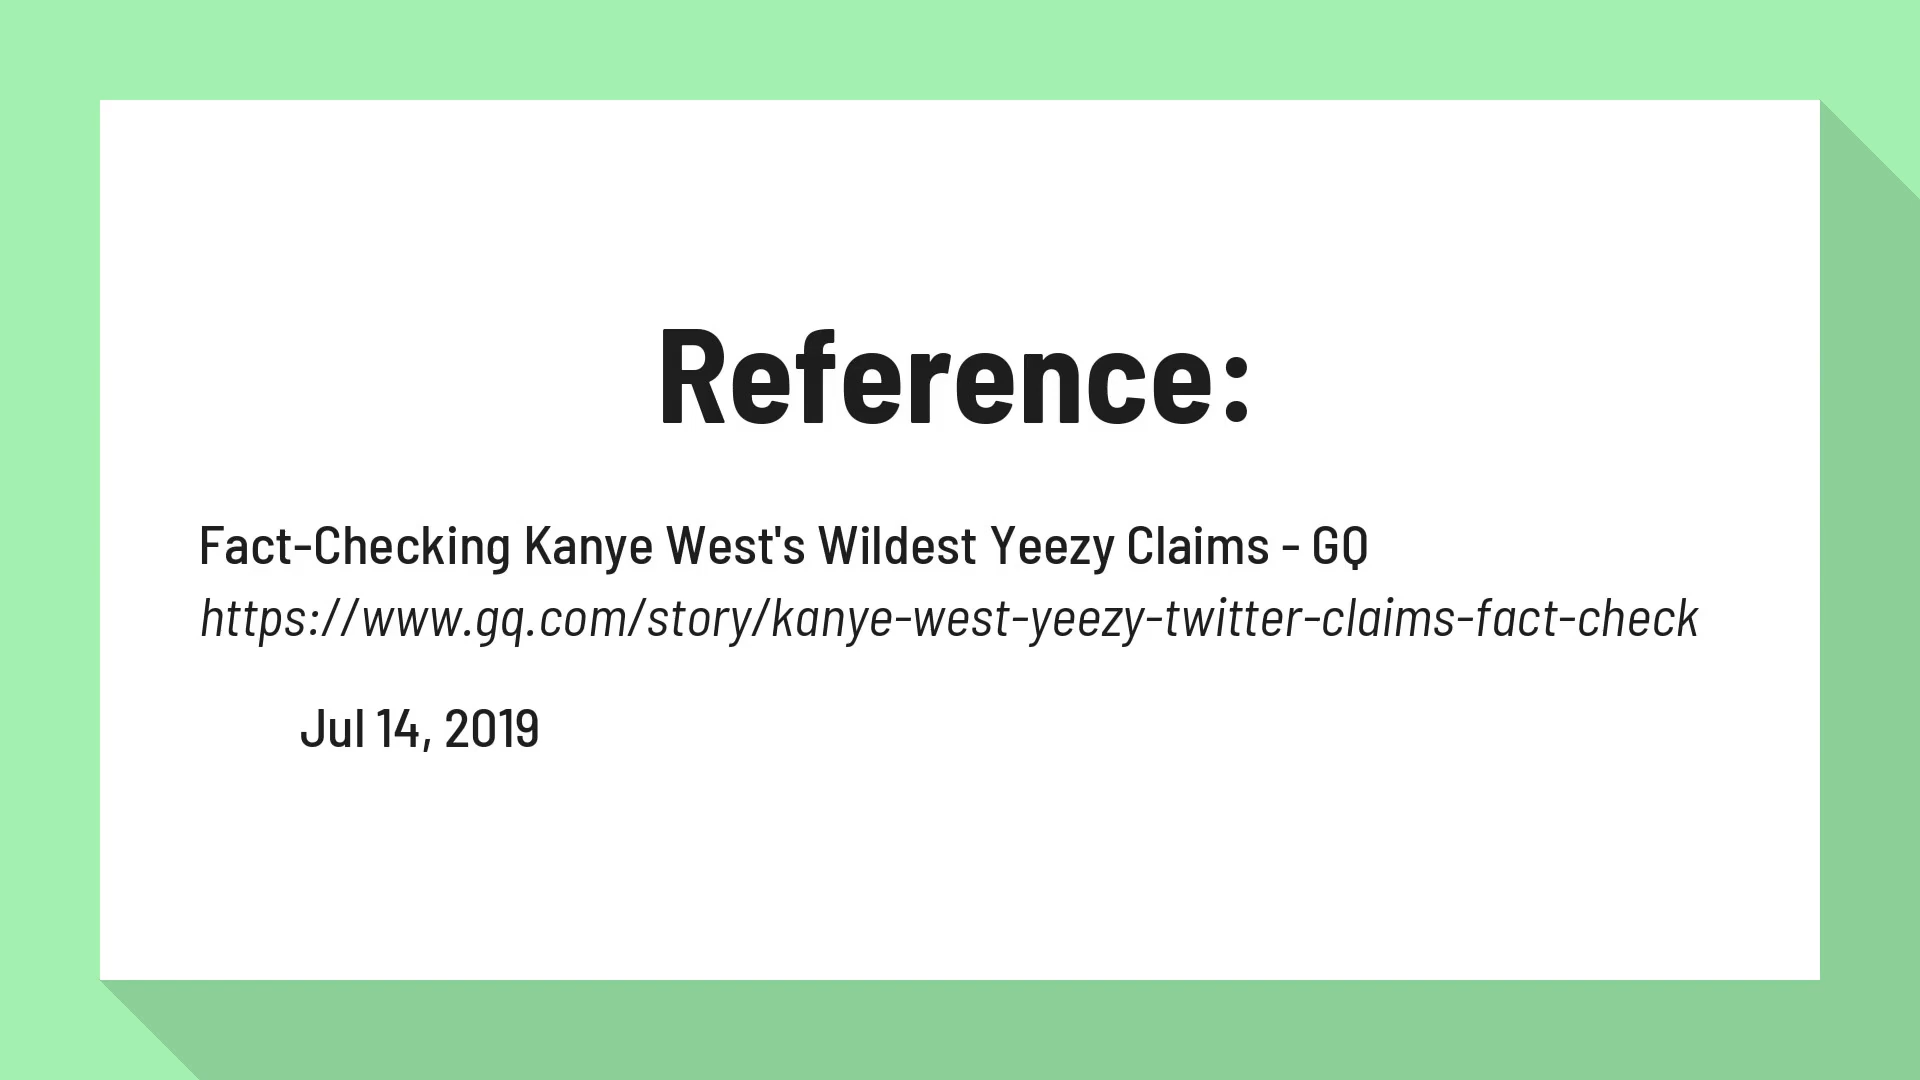 Reference:
Fact-Checking Kanye West's Wildest Yeezy Claims - GQ
https://www.gq.com/story/kanye-west-yeezy-twitter-claims-fact-check
Jul 14, 2019